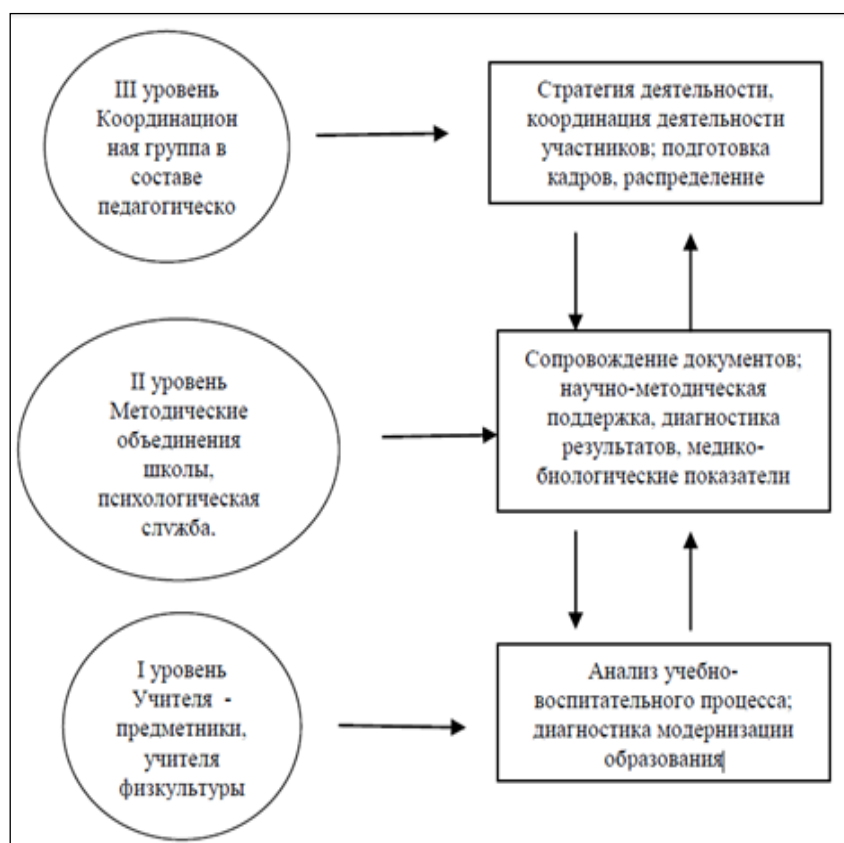 III уровень
Координацион
ная группа в
составе
педагогическо
Стратегия деятельности,
координация деятельности
участников; подготовка
кадров, распределение
II уровень
Методические
объединения
школы,
психологическая
служба.
Сопровождение документов;
научно-методическая
поддержка, диагностика
результатов, медико-
биологические показатели
I уровень
Учителя -
предметники,
учителя
физкультуры
Анализ учебно-
воспитательного процесса;
диагностика модернизации
образования